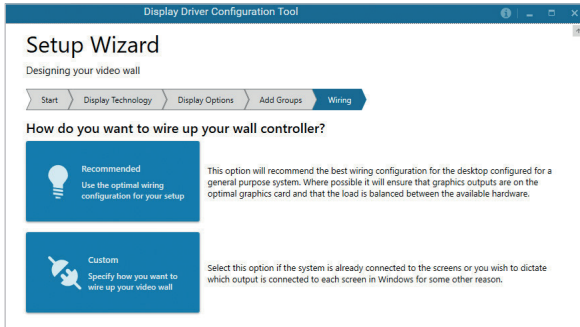 Display Driver Configuration Tool
Setup Wizard
Designing your video wall
Start
Display Technology
Display Options
Add Groups
Wiring
How do you want to wire up your wall controller?
Recommended
Use the optimal wiring
configuration for your setup
This option will recommend the best wiring configuration for the desktop configured for a
general purpose system. Where possible it will ensure that graphics outputs are on the
optimal graphics card and that the load is balanced between the available hardware.
Custom
Specify how you want to
wire up your video wall
Select this option if the system is already connected to the screens or you wish to dictate
which output is connected to each screen in Windows for some other reason.